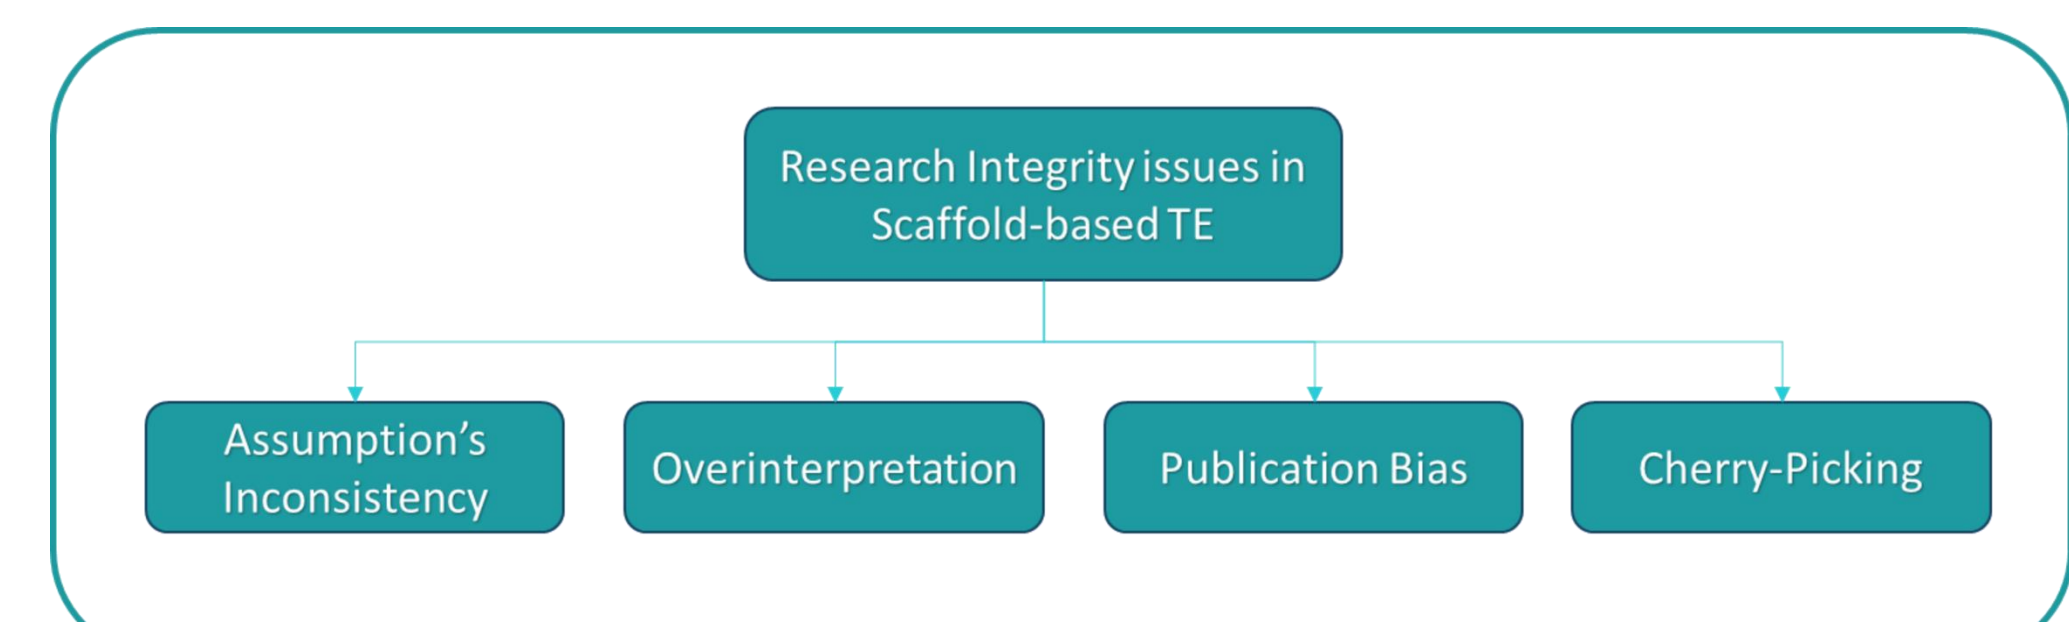 Research Integrity issues in
Scaffold-based TE
Assumption’s
Inconsistency
Overinterpretation
Publication Bias
Cherry-Picking